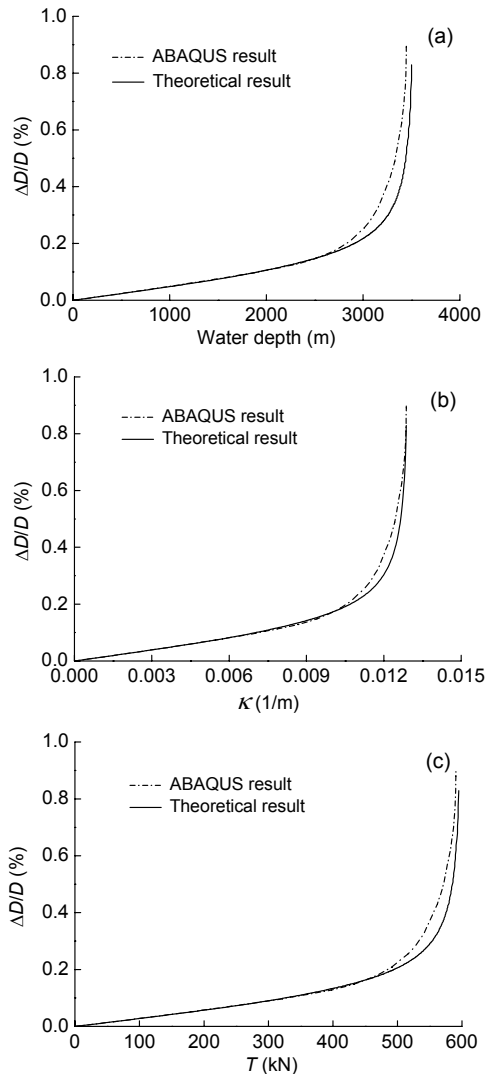 (a)
ABAQUS result
Theoretical result
ΔD/D (%)
1.0
0.8
0.6
0.4
0.2
0.0
0 1000 2000 3000 4000
Water depth (m)
(b)
ABAQUS result
Theoretical result
ΔD/D (%)
1.0
0.8
0.6
0.4
0.2
0.0
0.000 0.003 0.006 0.009 0.012 0.015
κ (1/m)
(c)
ABAQUS result
Theoretical result
ΔD/D (%)
1.0
0.8
0.6
0.4
0.2
0.0
0 100 200 300 400 500 600
T (kN)